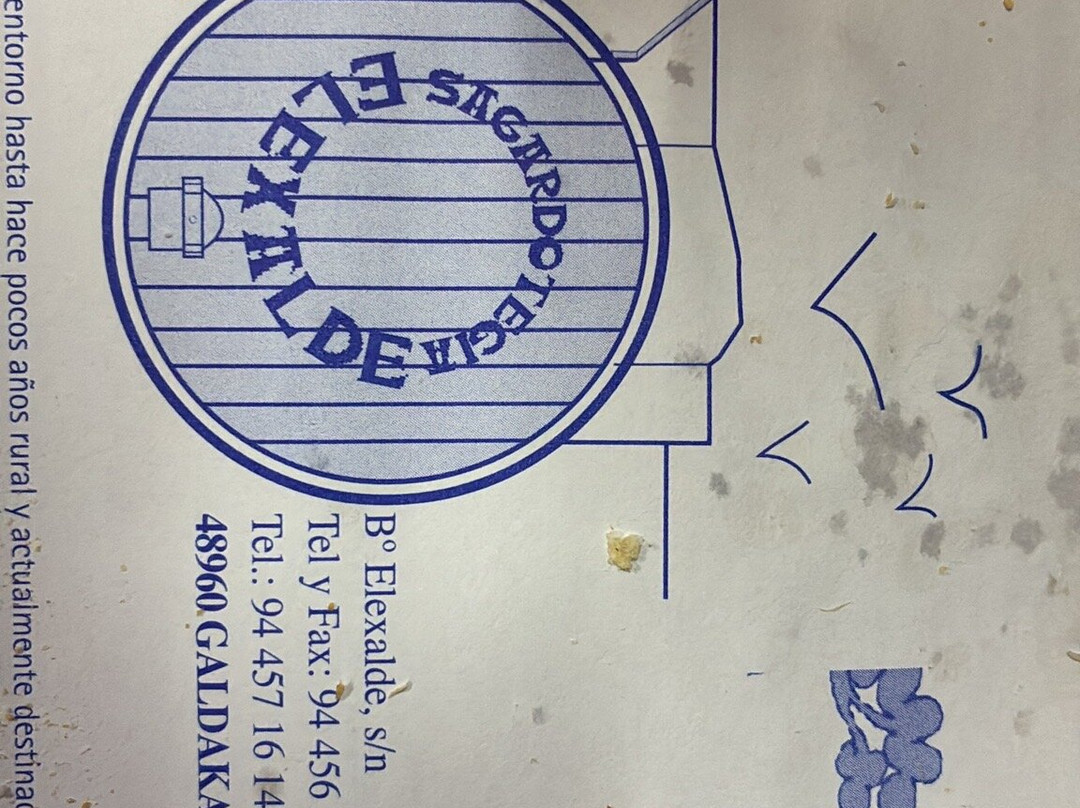 SAGARDOTEGIA
ELEXALDE
Bº Elexalde, s/n
Tel y Fax: 94 456
Tel.: 94 457 16 14
48960 GALDAKA
entorno hasta hace pocos años rural y actualmente destinad